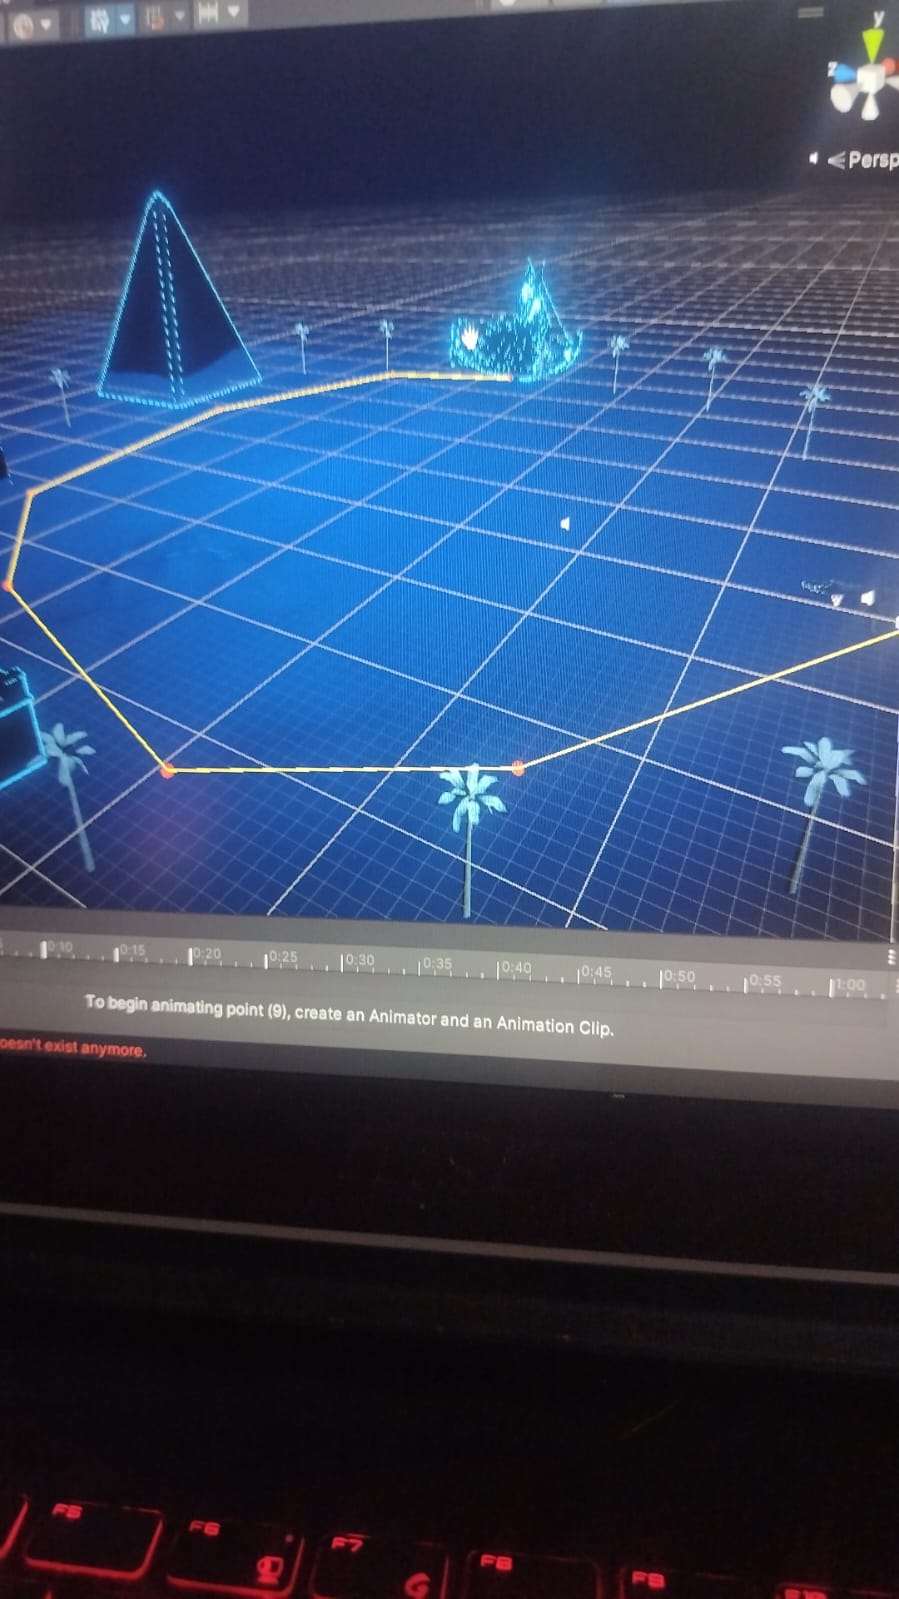 y
z
Persp
0:10
0:15
0:20
0:25
0:30
0:35
0:40
0:45
0:50
0:55
1:00
To begin animating point (9), create an Animator and an Animation Clip.
oesn't exist anymore.
F5
F6
F7
F8
F9
F10